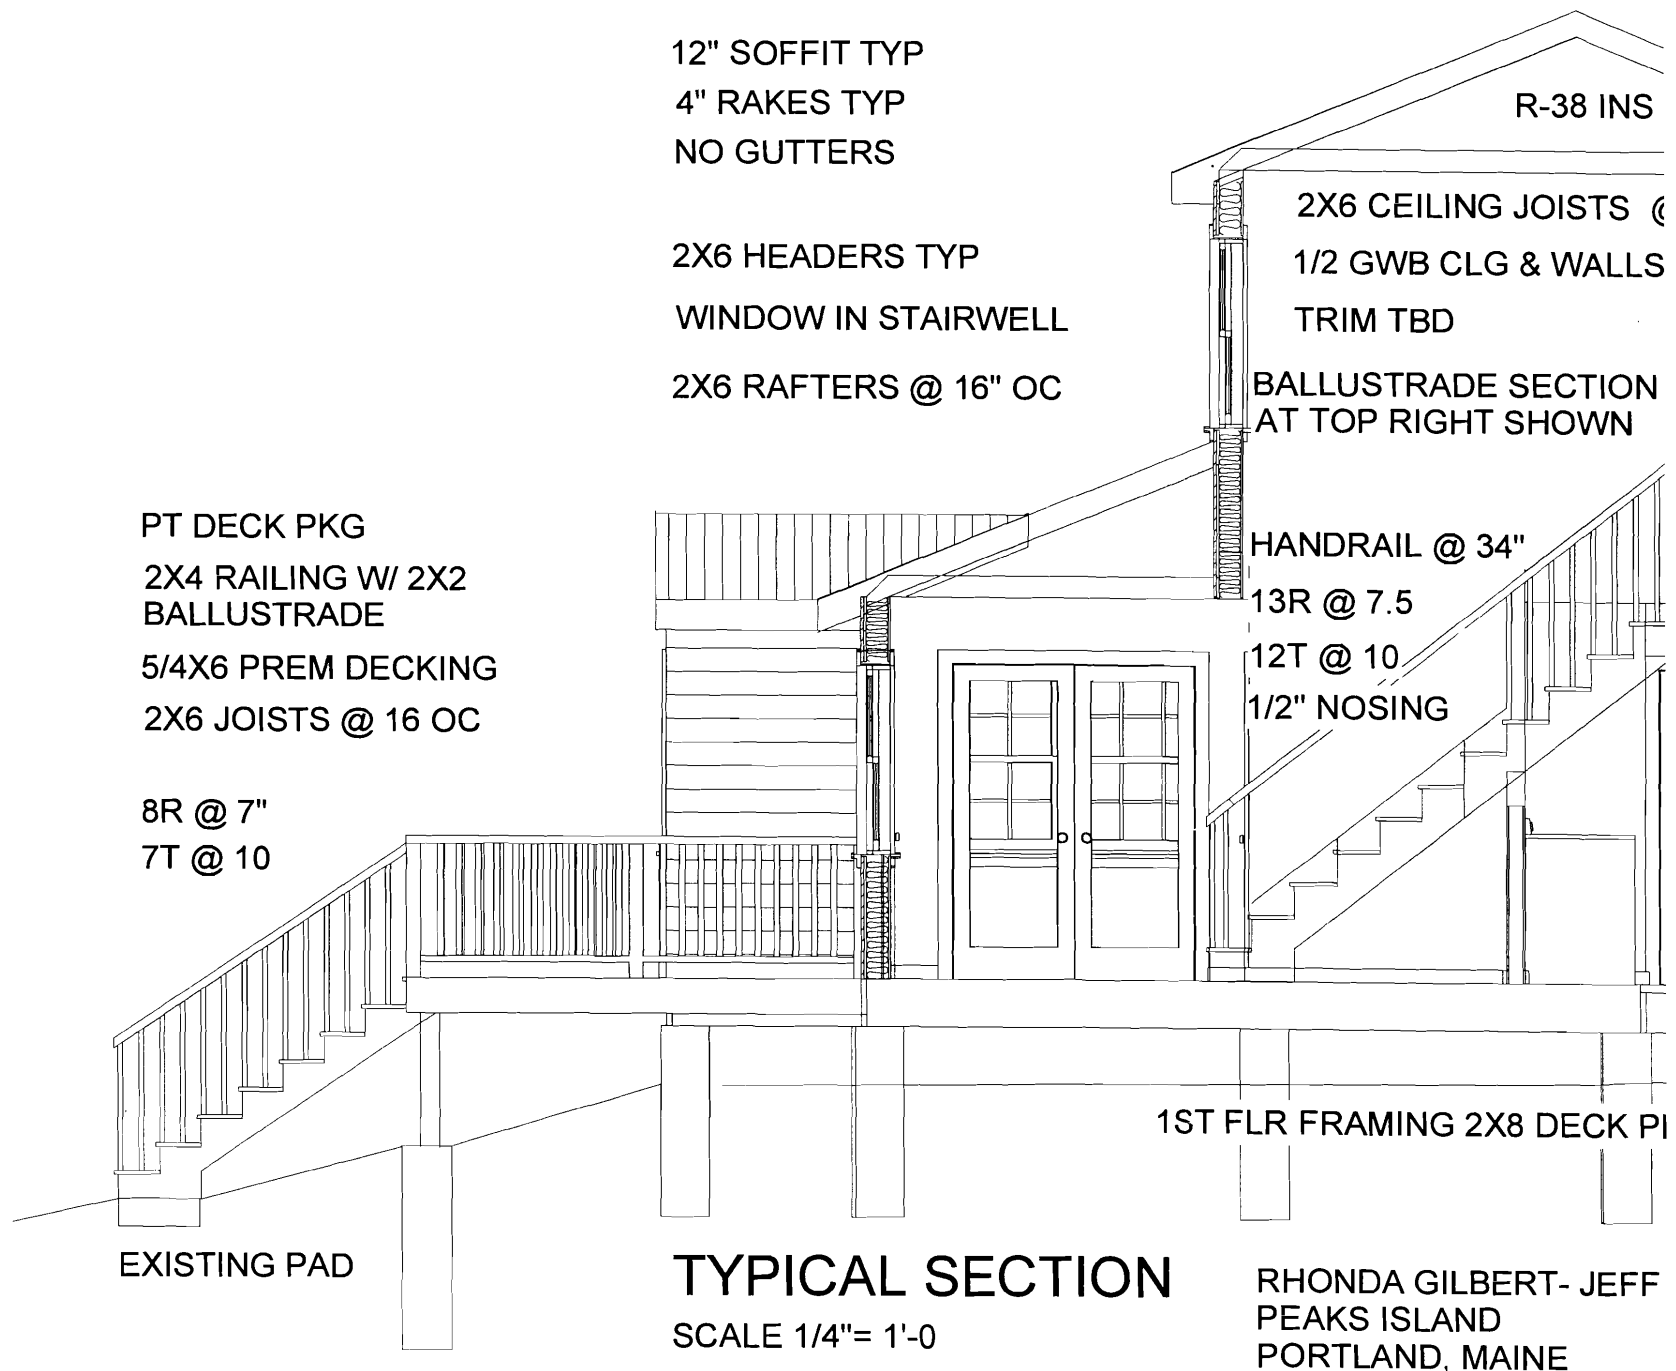 12" SOFFIT TYP
4" RAKES TYP
NO GUTTERS
R-38 INS
2X6 CEILING JOISTS @
2X6 HEADERS TYP
1/2 GWB CLG & WALLS
WINDOW IN STAIRWELL
TRIM TBD
2X6 RAFTERS @ 16" OC
BALLUSTRADE SECTION
AT TOP RIGHT SHOWN
PT DECK PKG
2X4 RAILING W/ 2X2
BALLUSTRADE
5/4X6 PREM DECKING
2X6 JOISTS @ 16 OC
HANDRAIL @ 34"
13R @ 7.5
12T @ 10
1/2" NOSING
8R @ 7"
7T @ 10
1ST FLR FRAMING 2X8 DECK
EXISTING PAD
TYPICAL SECTION
SCALE 1/4"= 1'-0
RHONDA GILBERT- JEFF
PEAKS ISLAND
PORTLAND, MAINE